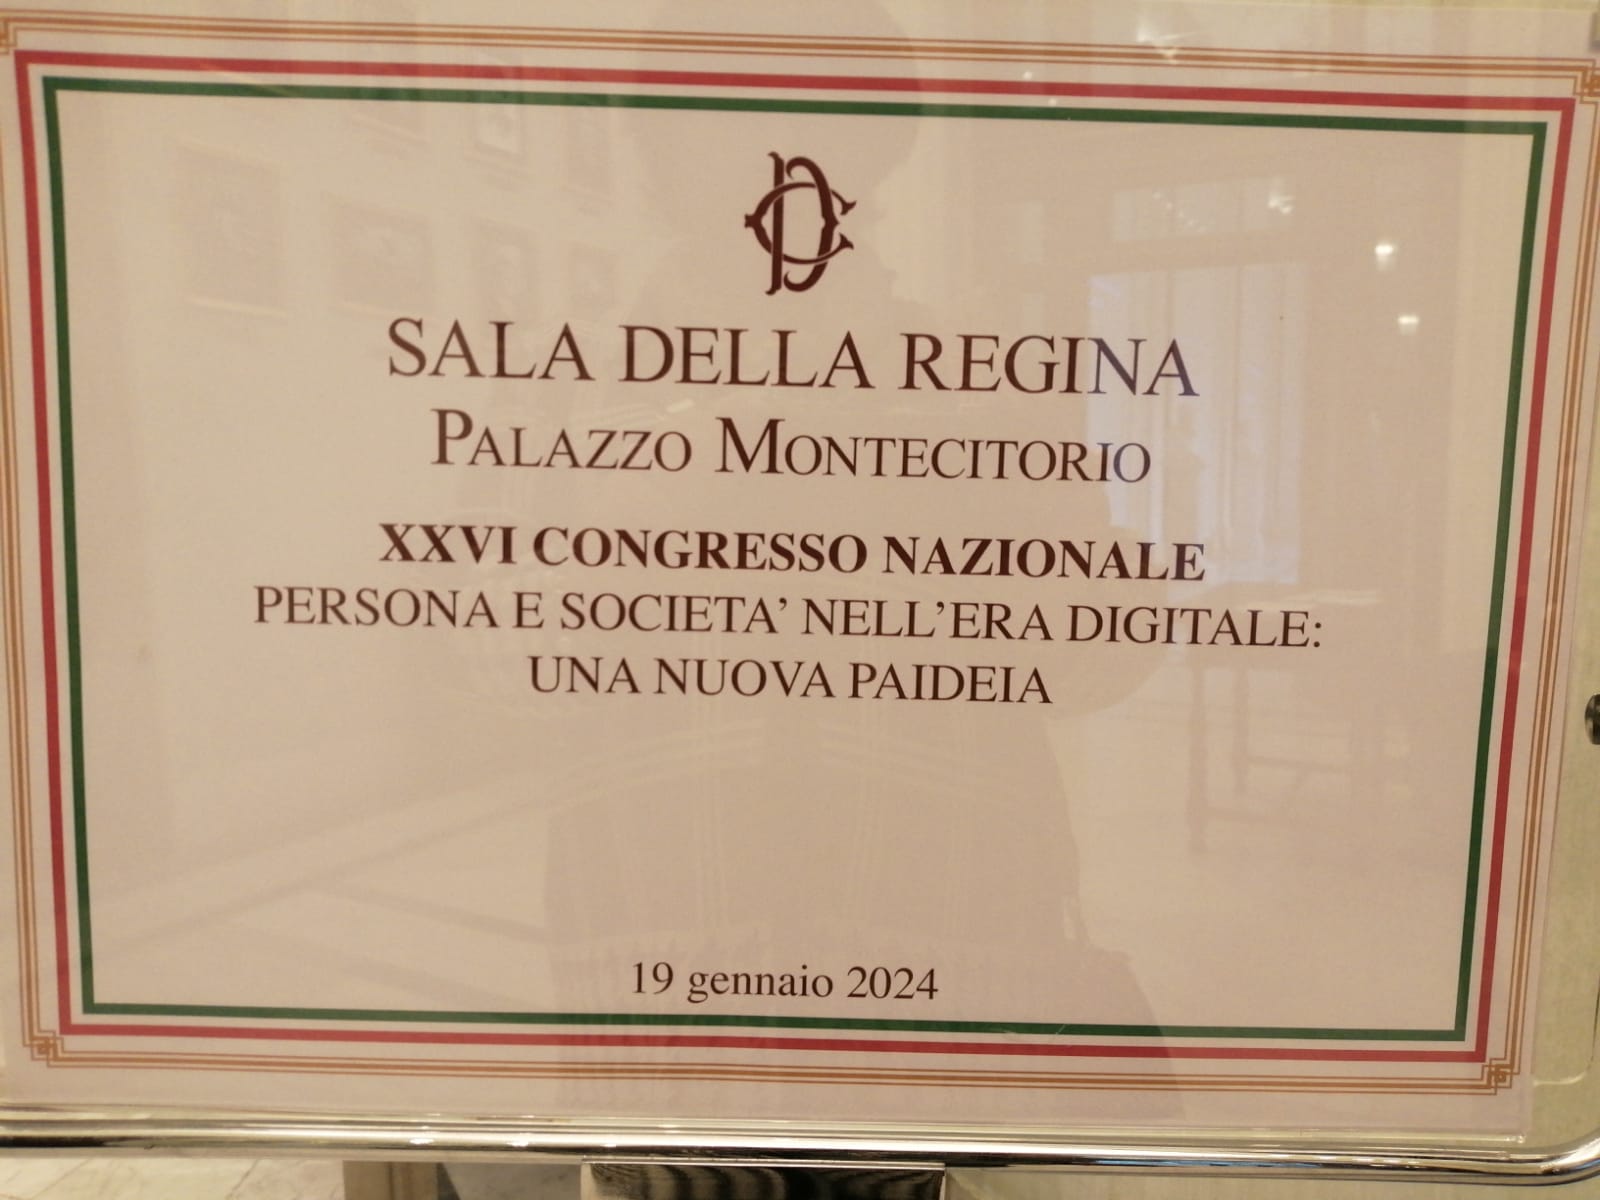 CD
SALA DELLA REGINA
PALAZZO MONTECITORIO
XXVI CONGRESSO NAZIONALE
PERSONA E SOCIETA' NELL'ERA DIGITALE:
UNA NUOVA PAIDEIA
19 gennaio 2024